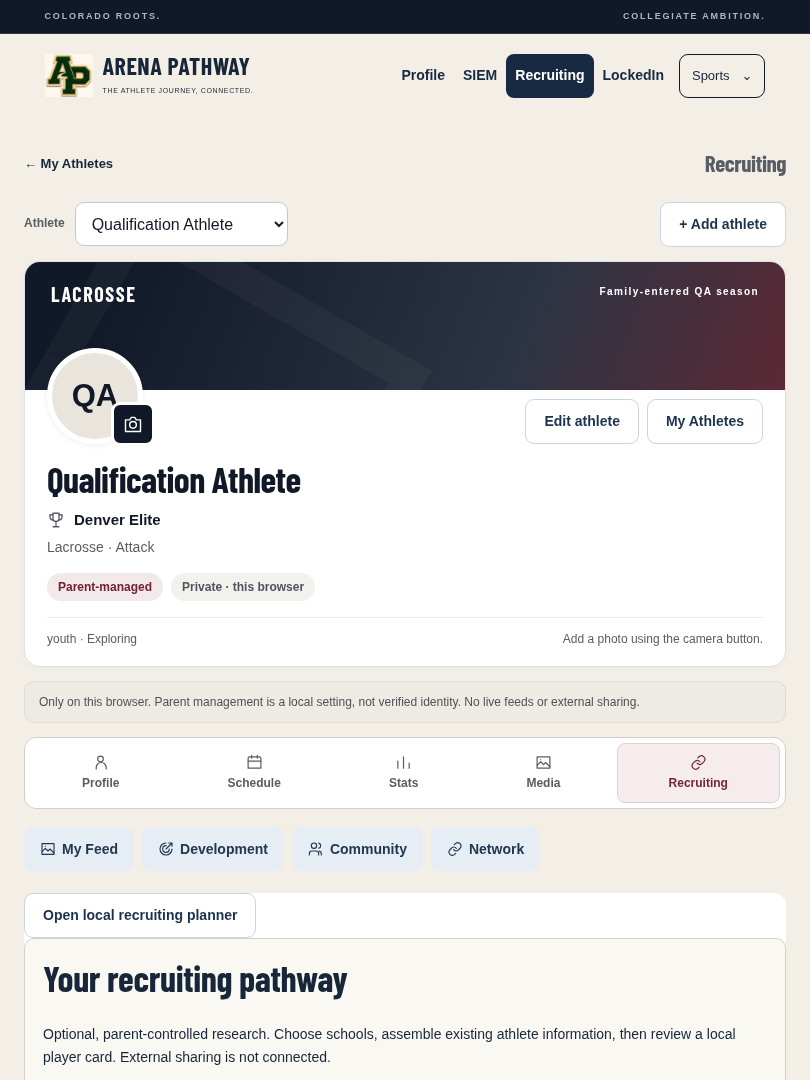 COLORADO ROOTS.
COLLEGIATE AMBITION.
AP
ARENA PATHWAY
THE ATHLETE JOURNEY, CONNECTED.
Profile
SIEM
Recruiting
LockedIn
Sports
← My Athletes
Recruiting
Athlete
Qualification Athlete
+ Add athlete
LACROSSE
Family-entered QA season
QA
Edit athlete
My Athletes
Qualification Athlete
Denver Elite
Lacrosse · Attack
Parent-managed
Private · this browser
youth · Exploring
Add a photo using the camera button.
Only on this browser. Parent management is a local setting, not verified identity. No live feeds or external sharing.
Profile
Schedule
Stats
Media
Recruiting
My Feed
Development
Community
Network
Open local recruiting planner
Your recruiting pathway
Optional, parent-controlled research. Choose schools, assemble existing athlete information, then review a local
player card. External sharing is not connected.